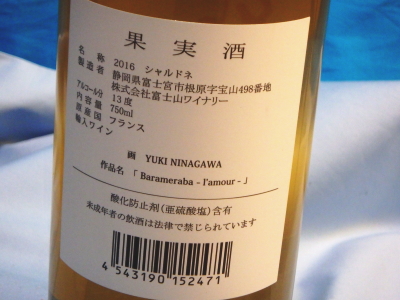 果実酒
名称 2016 シャルドネ
製造者 静岡県富士宮市根原字宝山498番地
株式会社富士山ワイナリー
アルコール分 13度
内容量 750ml
原産国 フランス
輸入ワイン
画 YUKI NINAGAWA
作品名 「 Barameraba - l'amour - 」
酸化防止剤(亜硫酸塩)含有
未成年者の飲酒は法律で禁じられています
4 543190 152471